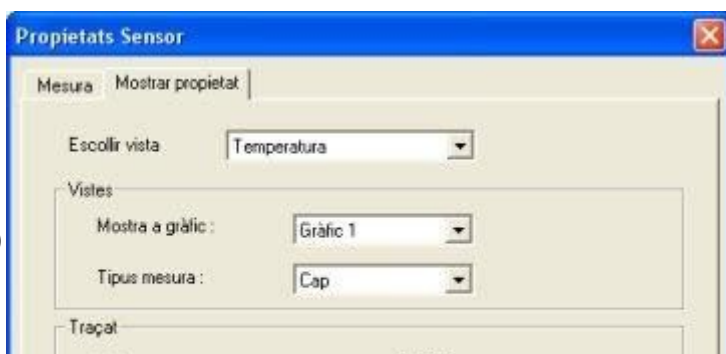 Propietats Sensor
Mesura Mostrar propietat
Escollir vista Temperatura
Vistes
Mostra a gràfic : Gràfic 1
Tipus mesura : Cap
Traçat